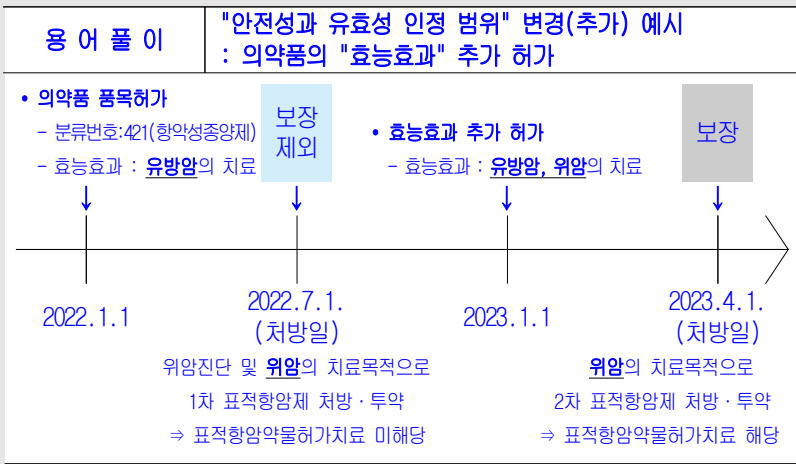 용 어 풀 이
"안전성과 유효성 인정 범위" 변경(추가) 예시
: 의약품의 "효능효과" 추가 허가
• 의약품 품목허가
- 분류번호:421(항악성종양제)
- 효능효과 : 유방암의 치료
보장
제외
• 효능효과 추가 허가
- 효능효과 : 유방암, 위암의 치료
보장
2022.1.1
2022.7.1.
(처방일)
2023.1.1
2023.4.1.
(처방일)
위암진단 및 위암의 치료목적으로
1차 표적항암제 처방·투약
⇒ 표적항암약물허가치료 미해당
위암의 치료목적으로
2차 표적항암제 처방·투약
⇒ 표적항암약물허가치료 해당